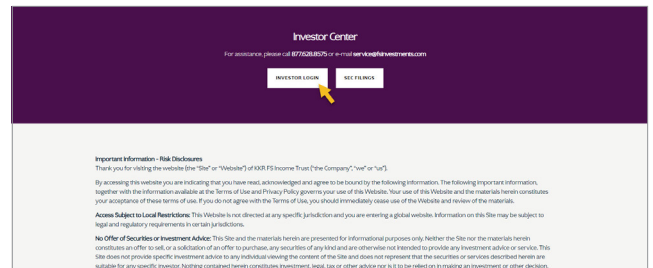 Investor Center
For assistance, please call 877.628.8575 or e-mail service@fsinvestments.com
INVESTOR LOGIN SEC FILINGS
Important Information - Risk Disclosures
Thank you for visiting the website (the "Site" or "Website") of KKR FS Income Trust ("the Company", "we" or "us").
By accessing this website you are indicating that you have read, acknowledged and agree to be bound by the following information. The following important information,
together with the information available at the Terms of Use and Privacy Policy governs your use of this Website. Your use of this Website and the materials herein constitutes
your acceptance of these terms of use. If you do not agree with the Terms of Use, you should immediately cease use of the Website and review of the materials.
Access Subject to Local Restrictions: This Website is not directed at any specific jurisdiction and you are entering a global website. Information on this Site may be subject to
legal and regulatory requirements in certain jurisdictions.
No Offer of Securities or Investment Advice: This Site and the materials herein are presented for informational purposes only. Neither the Site nor the materials herein
constitutes an offer to sell, or a solicitation of an offer to purchase, any securities of any kind and are otherwise not intended to provide any investment advice or service. This
Site does not provide specific investment advice to any individual viewing the content of the Site and does not represent that the securities or services described herein are
suitable for any specific investor. Nothing contained herein constitutes investment, legal, tax or other advice nor is it to be relied on in making an investment or other decision.